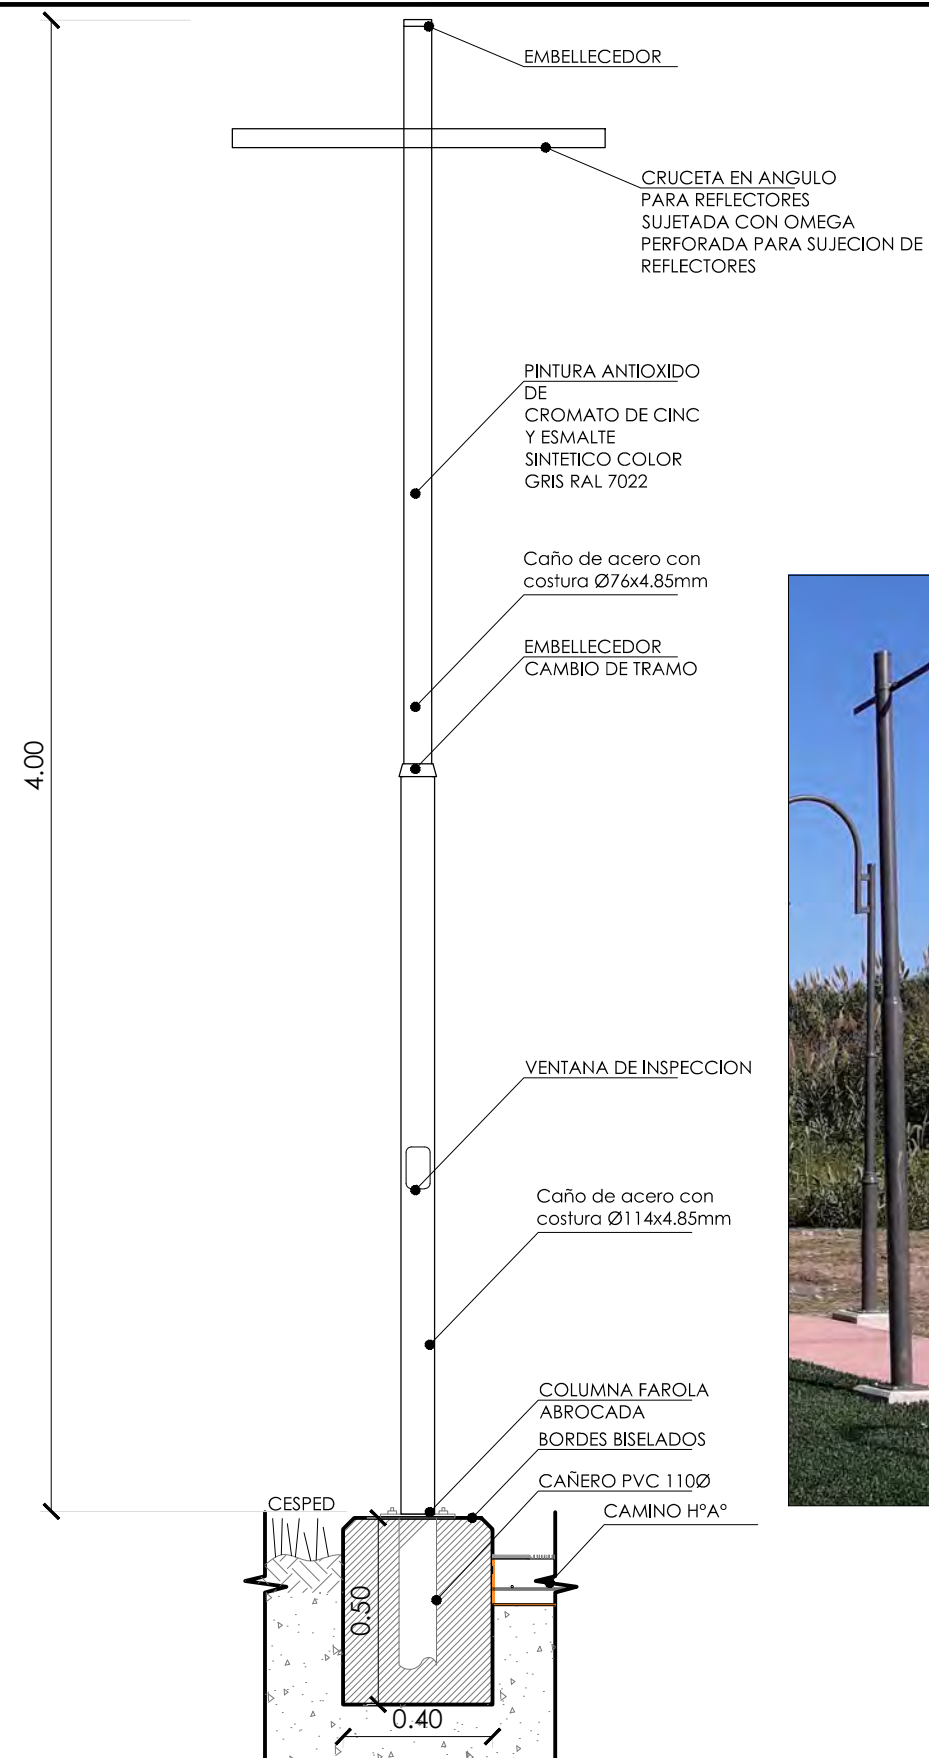 EMBELLECEDOR
CRUCETA EN ANGULO
PARA REFLECTORES
SUJETADA CON OMEGA
PERFORADA PARA SUJECION DE
REFLECTORES
PINTURA ANTIOXIDO
DE
CROMATO DE CINC
Y ESMALTE
SINTETICO COLOR
GRIS RAL 7022
Caño de acero con
costura Ø76x4.85mm
EMBELLECEDOR
CAMBIO DE TRAMO
4.00
VENTANA DE INSPECCION
Caño de acero con
costura Ø114x4.85mm
COLUMNA FAROLA
ABROCADA
BORDES BISELADOS
CAÑERO PVC 110Ø
CESPED
CAMINO HºAº
0.50
0.40